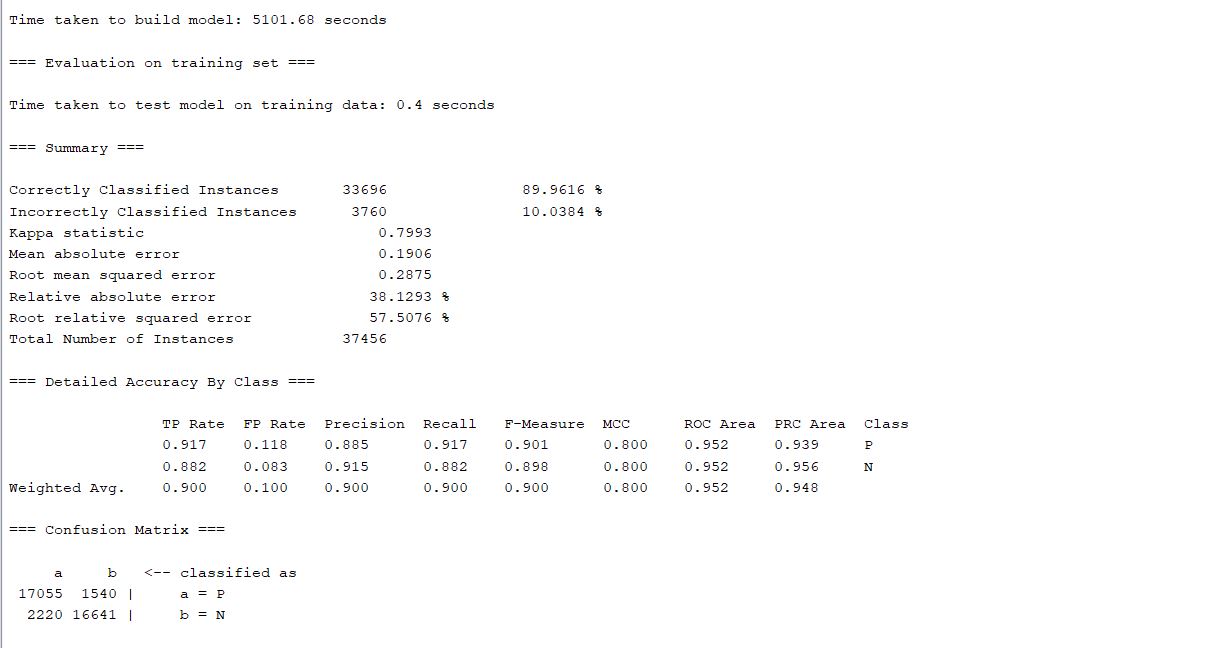 Time taken to build model: 5101.68 seconds
=== Evaluation on training set ===
Time taken to test model on training data: 0.4 seconds
=== Summary ===
Correctly Classified Instances 33696 89.9616 %
Incorrectly Classified Instances 3760 10.0384 %
Kappa statistic 0.7993
Mean absolute error 0.1906
Root mean squared error 0.2875
Relative absolute error 38.1293 %
Root relative squared error 57.5076 %
Total Number of Instances 37456
=== Detailed Accuracy By Class ===
TP Rate FP Rate Precision Recall F-Measure MCC ROC Area PRC Area Class
0.917 0.118 0.885 0.917 0.901 0.800 0.952 0.939 P
0.882 0.083 0.915 0.882 0.898 0.800 0.952 0.956 N
Weighted Avg. 0.900 0.100 0.900 0.900 0.900 0.800 0.952 0.948
=== Confusion Matrix ===
a b <-- classified as
17055 1540 | a = P
2220 16641 | b = N